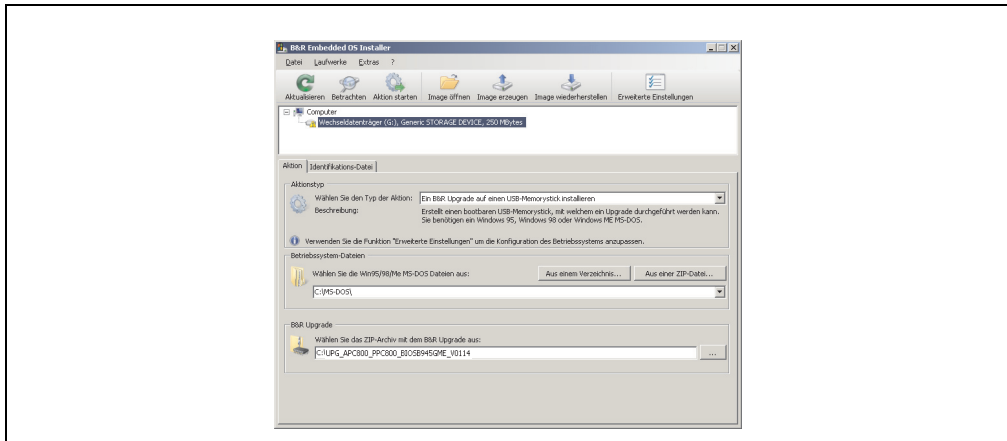 B&R Embedded OS Installer
Datei Laufwerke Extras ?
Aktualisieren Betrachten Aktion starten Image öffnen Image erzeugen Image wiederherstellen Erweiterte Einstellungen
Computer
Wechseldatenträger (G:), Generic STORAGE DEVICE, 250 MBytes
Aktion Identifikations-Datei
Aktionstyp
Wählen Sie den Typ der Aktion: Ein B&R Upgrade auf einen USB-Memorystick installieren
Beschreibung: Erstellt einen bootbaren USB-Memorystick, mit welchem ein Upgrade durchgeführt werden kann.
Sie benötigen ein Windows 95, Windows 98 oder Windows ME MS-DOS.
Verwenden Sie die Funktion "Erweiterte Einstellungen" um die Konfiguration des Betriebssystems anzupassen.
Betriebssystem-Dateien
Wählen Sie die Win95/98/Me MS-DOS Dateien aus: Aus einem Verzeichnis... Aus einer ZIP-Datei...
C:\MS-DOS\
B&R Upgrade
Wählen Sie das ZIP-Archiv mit dem B&R Upgrade aus:
C:\UPG_APC800_PPC800_BIOSB945GME_V0114 ...